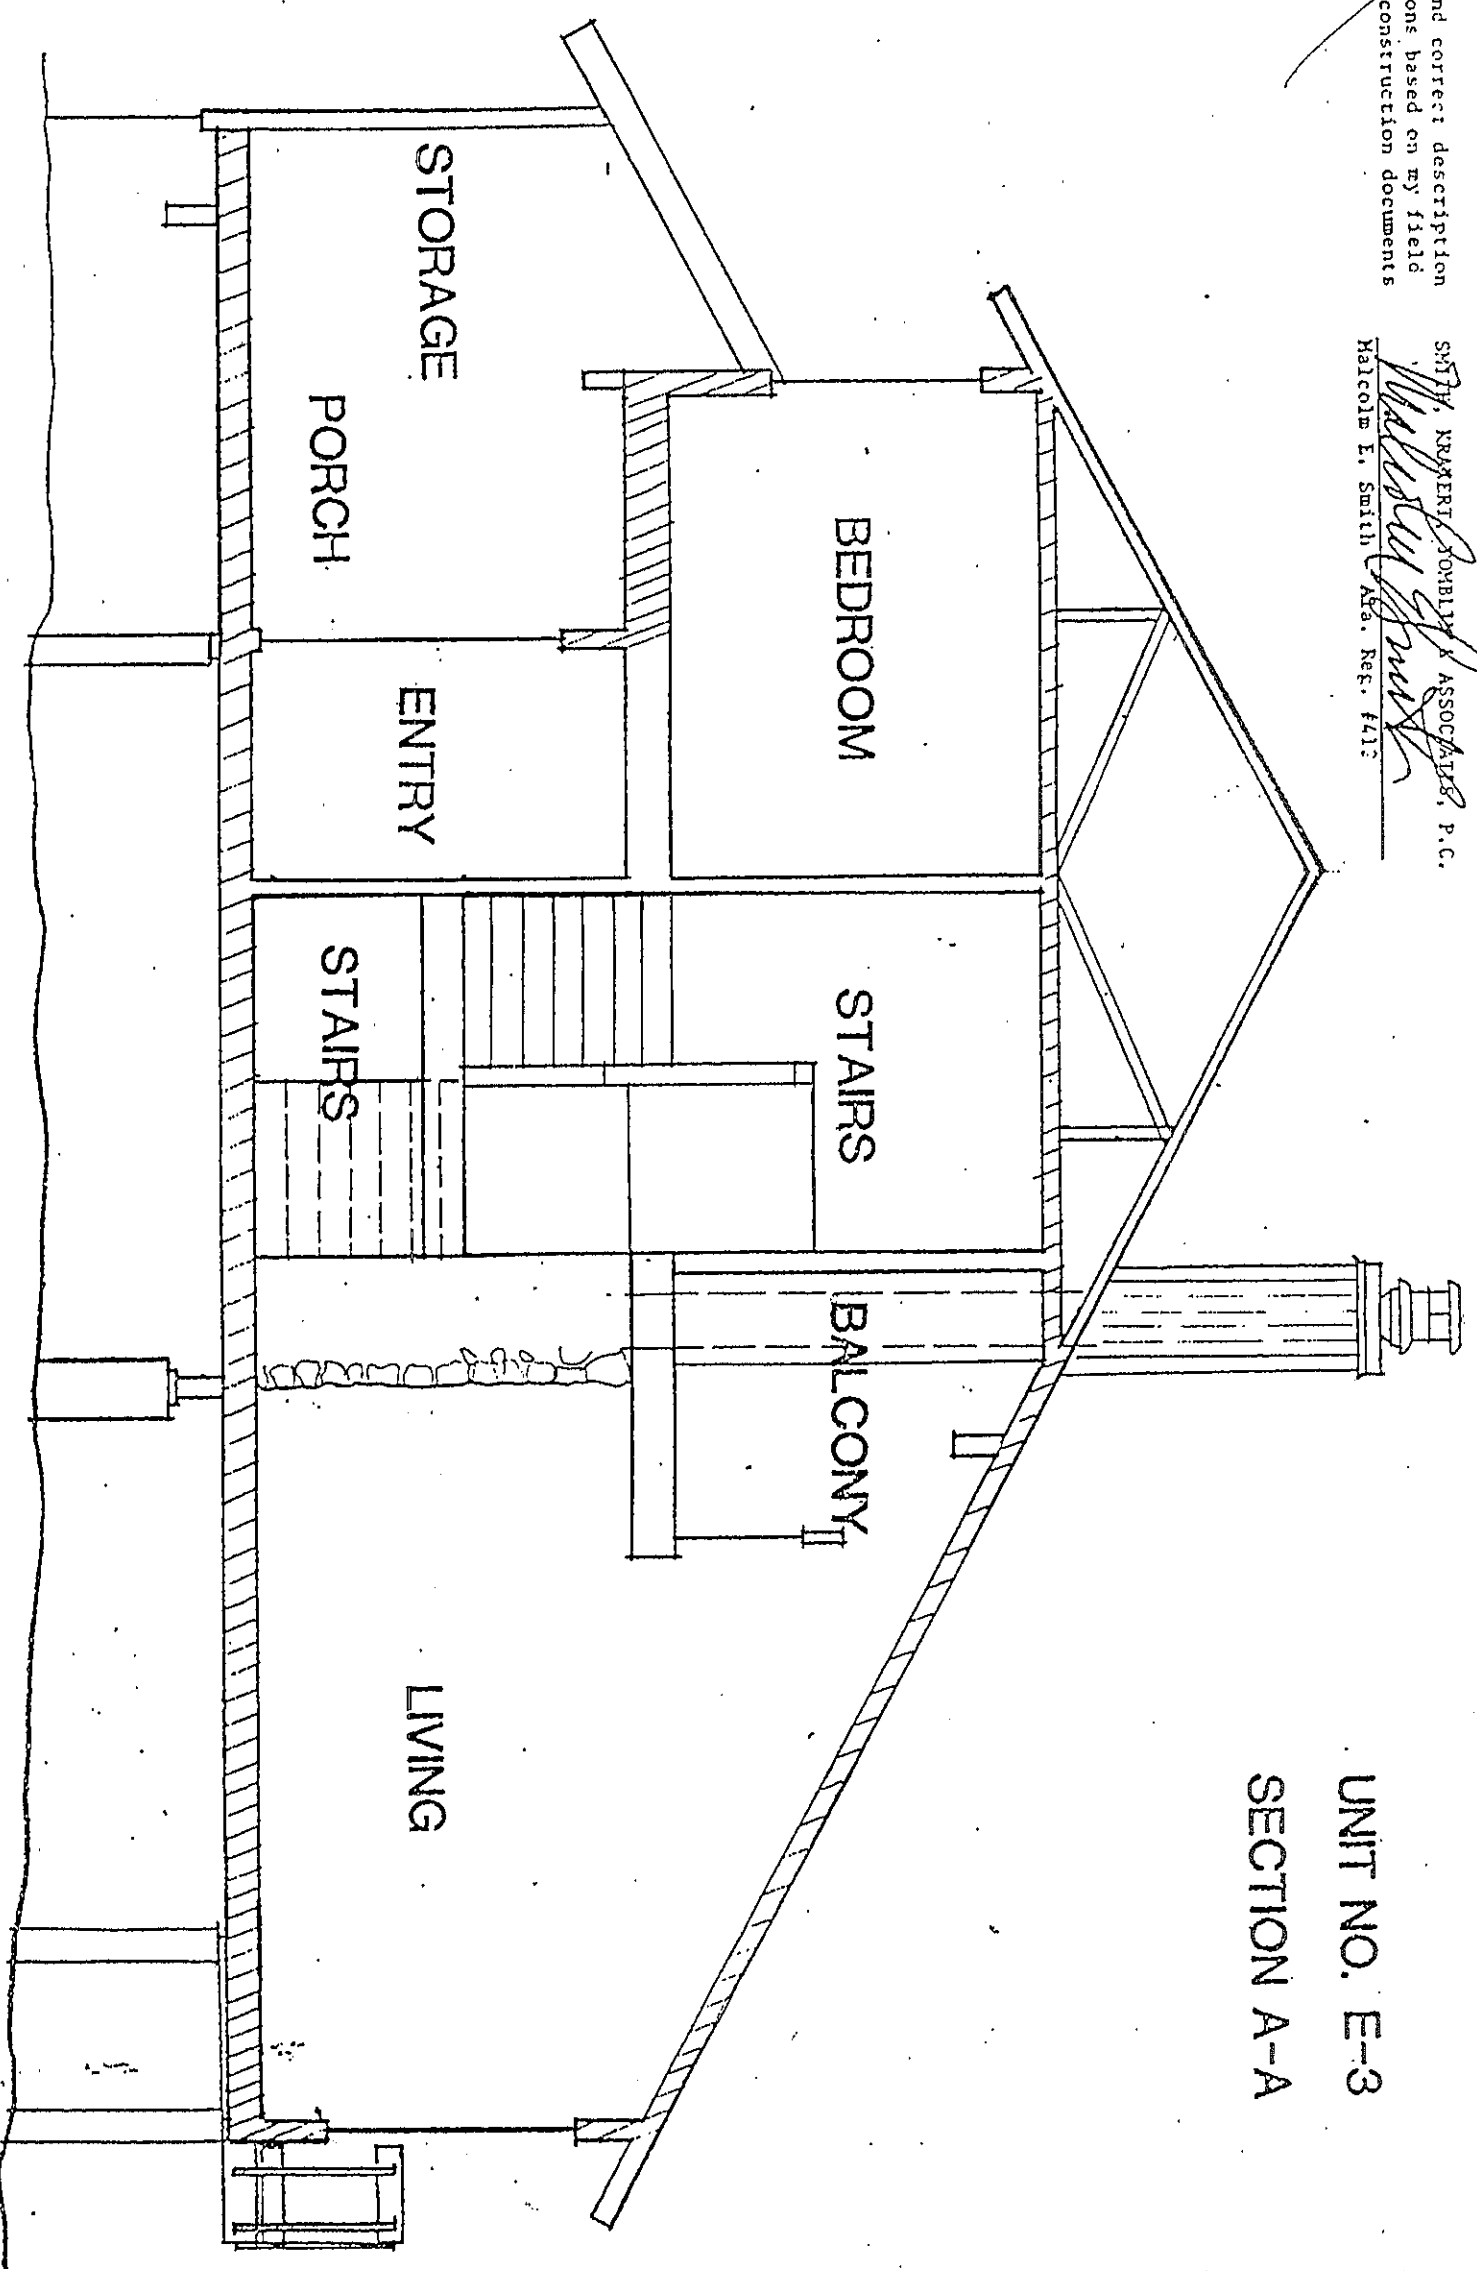 nd correct description
ons based on my field
construction documents
SMITH, KRAMERT, TOMBLIN & ASSOCIATES, P.C.
Malcolm E. Smith Ala. Reg.
UNIT NO. E-3
SECTION A-A
BEDROOM
STAIRS
BALCONY
STORAGE
PORCH
ENTRY
STAIRS
LIVING